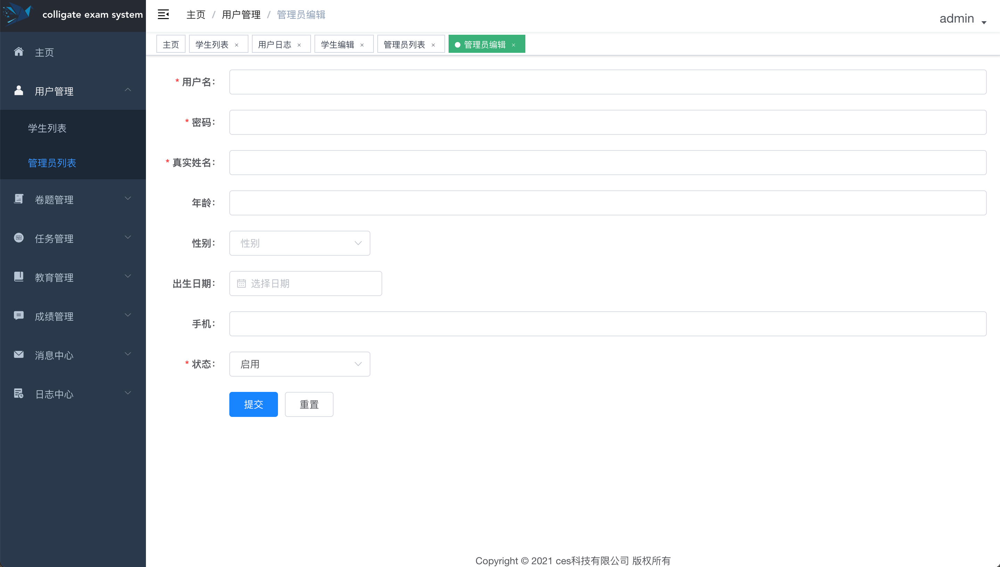 colligate exam system
主页 / 用户管理 / 管理员编辑
admin
主页 学生列表 × 用户日志 × 学生编辑 × 管理员列表 × 管理员编辑 ×
主页
用户管理
学生列表
管理员列表
卷题管理
任务管理
教育管理
成绩管理
消息中心
日志中心
* 用户名：
* 密码：
* 真实姓名：
年龄：
性别： 性别
出生日期： 选择日期
手机：
* 状态： 启用
提交 重置
Copyright © 2021 ces科技有限公司 版权所有